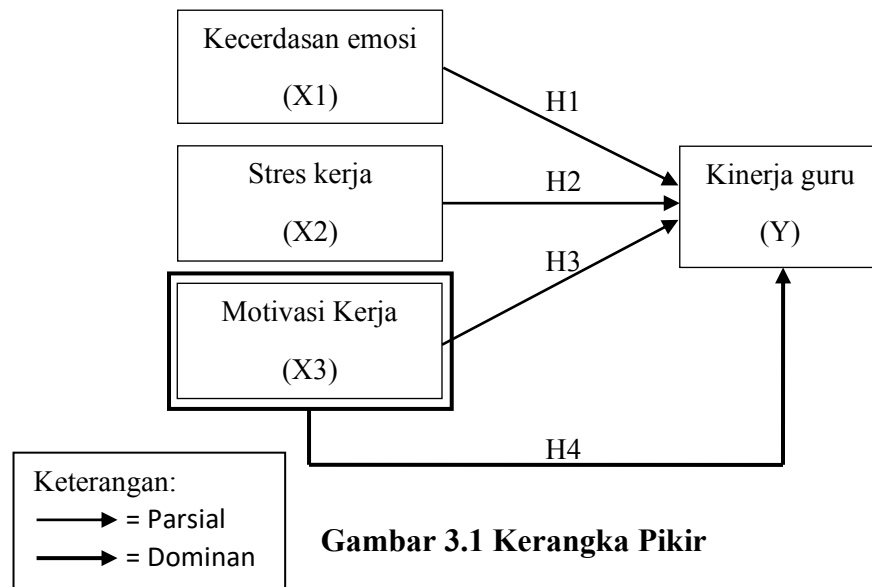 Kecerdasan emosi
(X1)
H1
Stres kerja
(X2)
H2
Kinerja guru
(Y)
H3
Motivasi Kerja
(X3)
H4
Keterangan:
= Parsial
= Dominan
Gambar 3.1 Kerangka Pikir